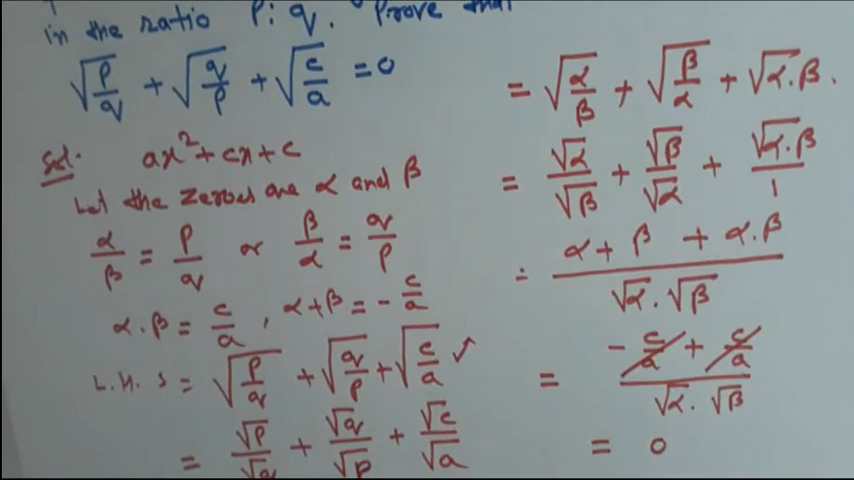 in the ratio P:q. Prove that
√(p/q) + √(q/p) + √(c/a) = 0
Sol. ax² + cx + c
Let the zeroes are α and β
α/β = p/q or β/α = q/p
α.β = c/a, α+β = - c/a
L.H.S = √(p/q) + √(q/p) + √(c/a) ✓
= √p/√q + √q/√p + √c/√a
= √(α/β) + √(β/α) + √α.β.
= √α/√β + √β/√α + √α.β/1
= (α + β + α.β)/(√α.√β)
= (- c/a + c/a)/(√α.√β)
= 0